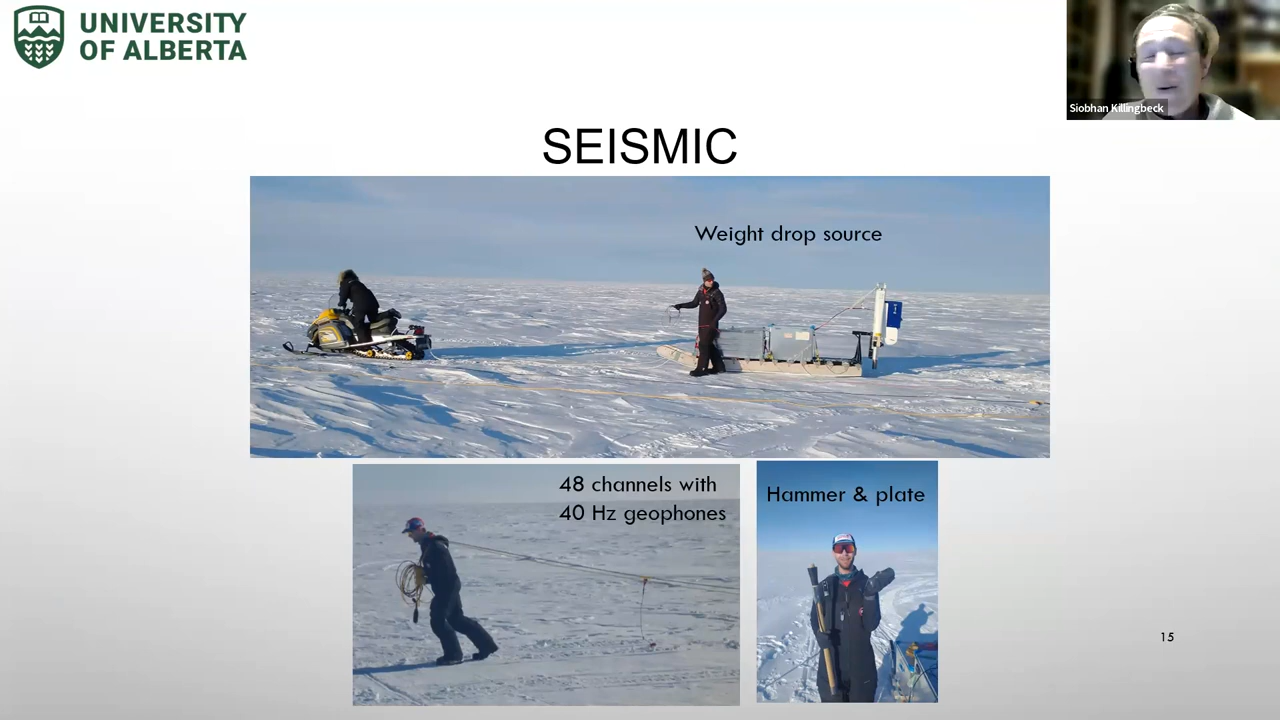 UNIVERSITY
OF ALBERTA
Siobhan Killingbeck
SEISMIC
Weight drop source
48 channels with
40 Hz geophones
Hammer & plate
15